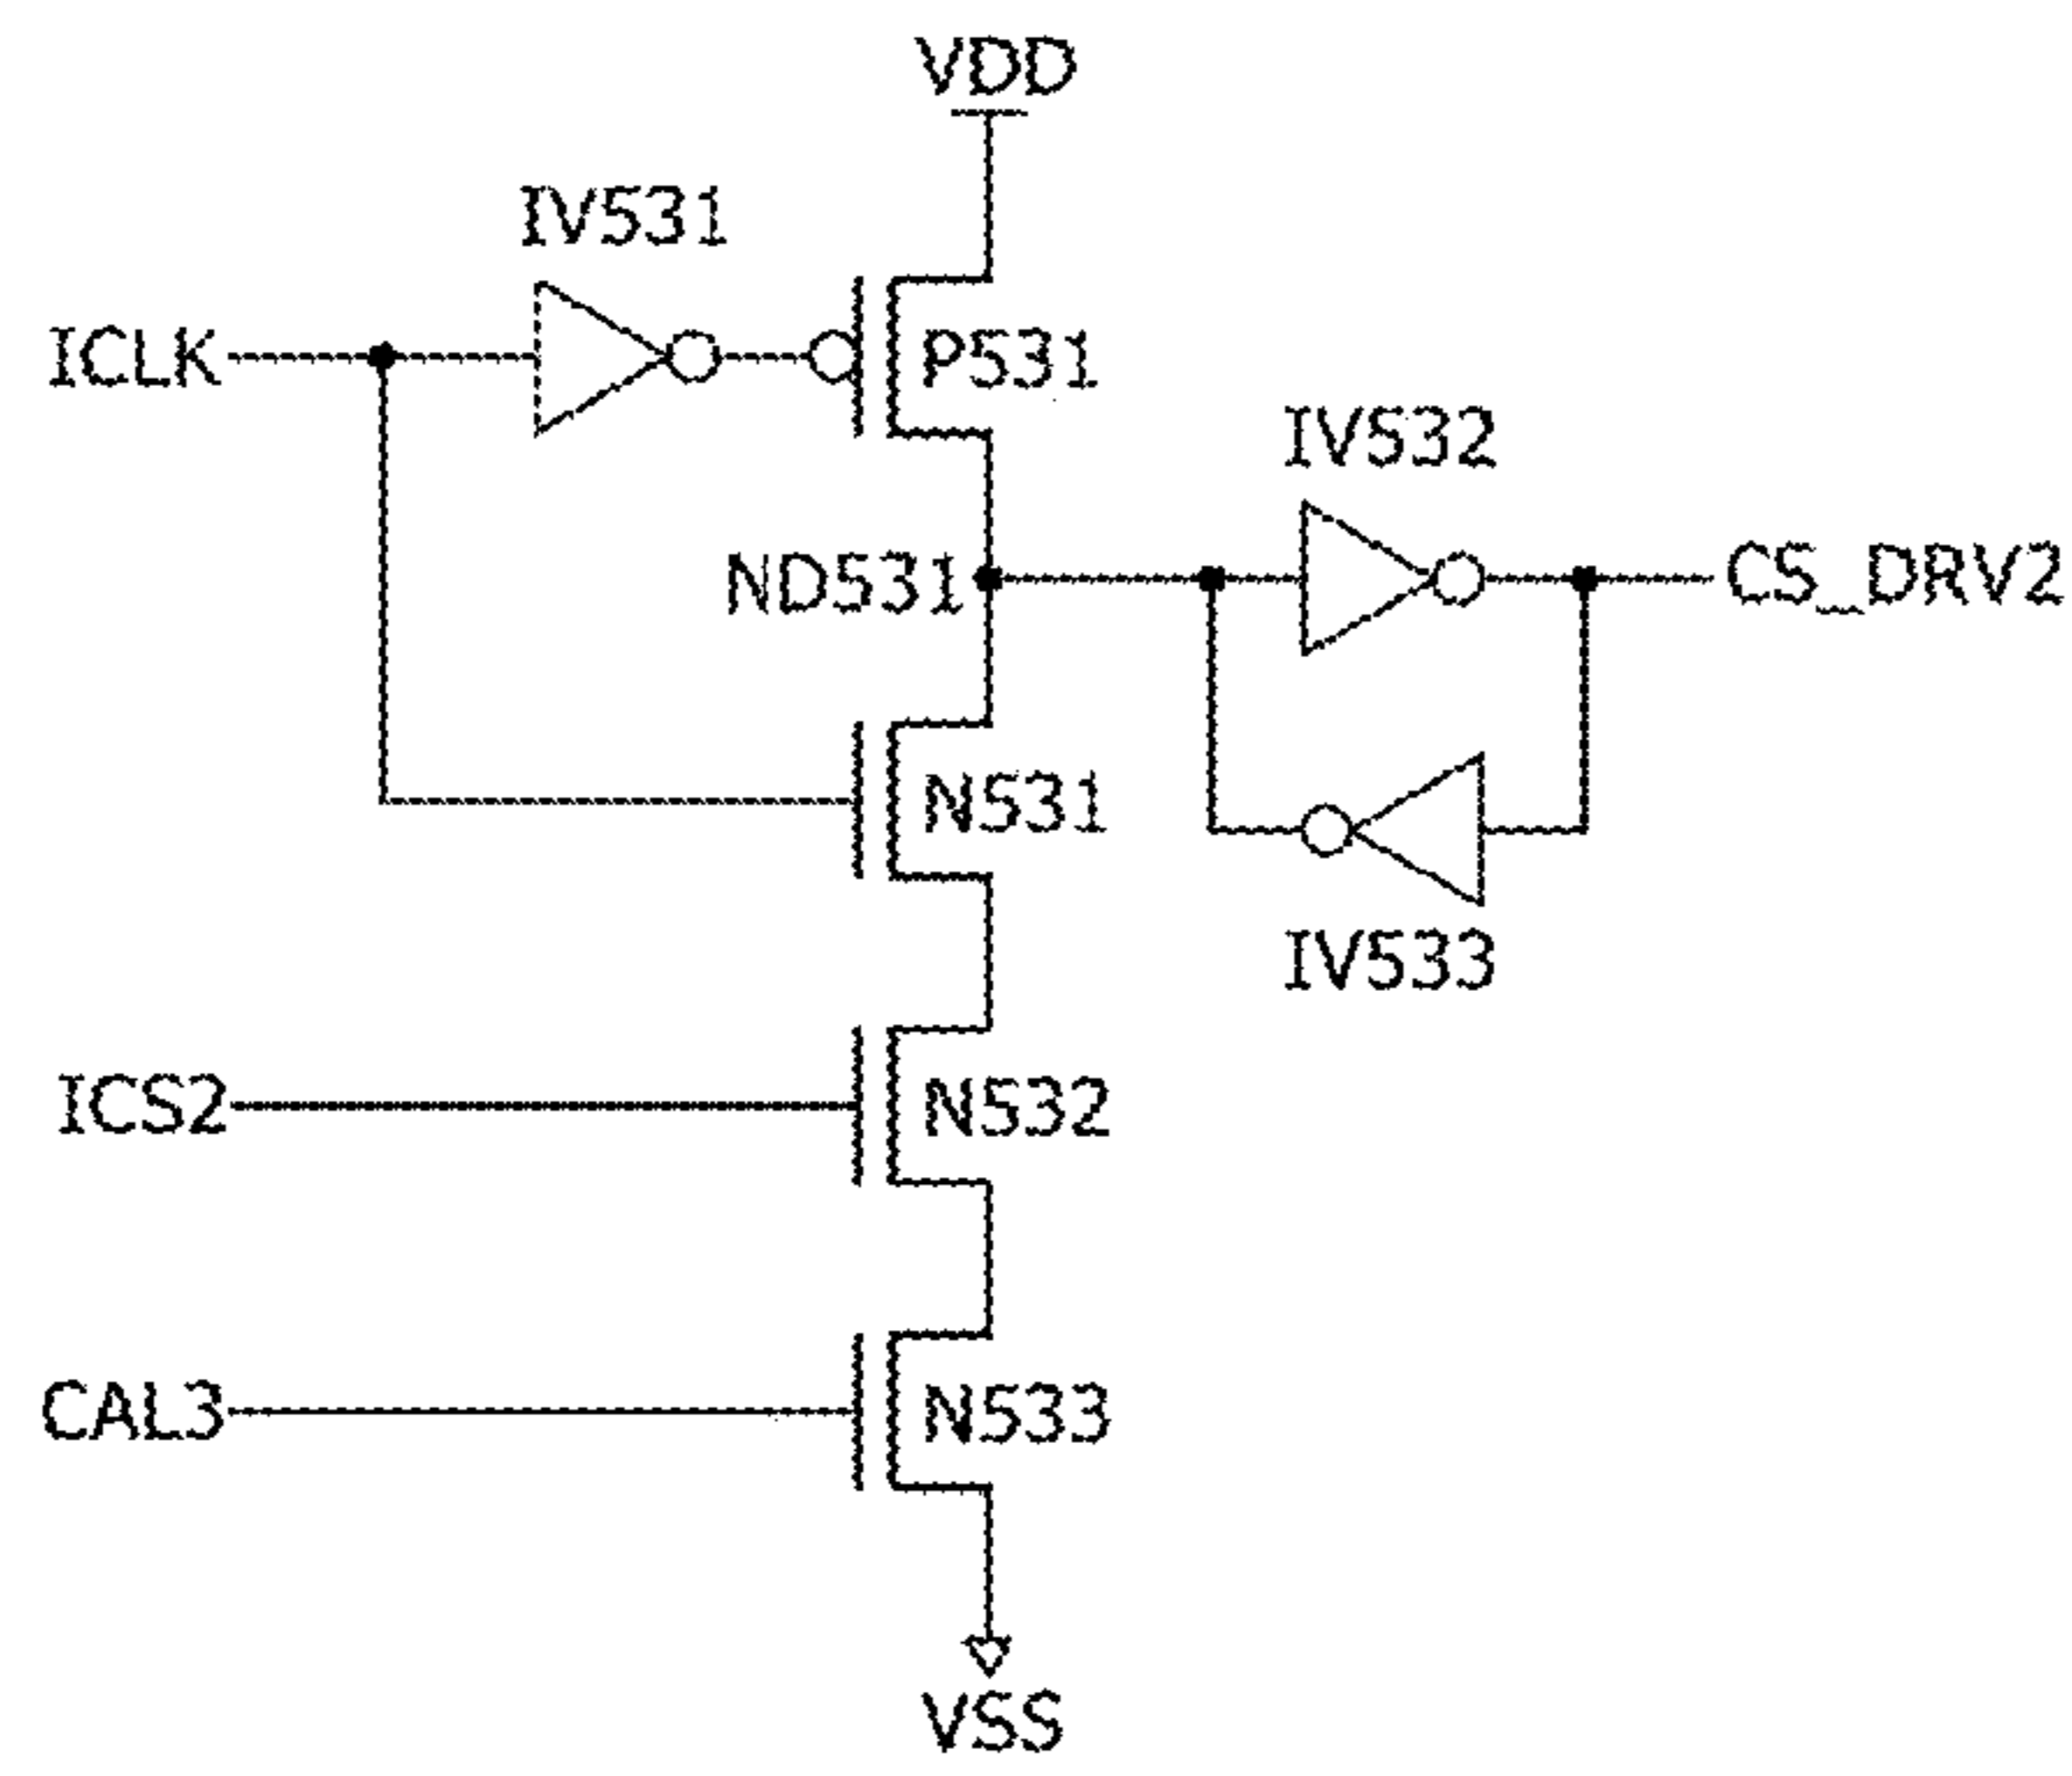 VDD
IV531
ICLK
P531
IV532
ND531
CS_DRV2
N531
IV533
ICS2
N532
CAL3
N533
VSS